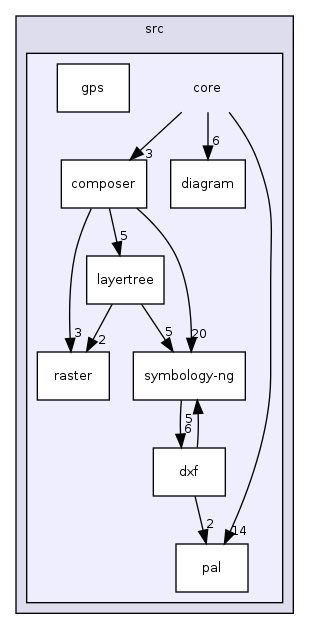 src
gps
core
3
6
composer
diagram
5
layertree
3
2
5
20
raster
symbology-ng
5
6
dxf
2
14
pal